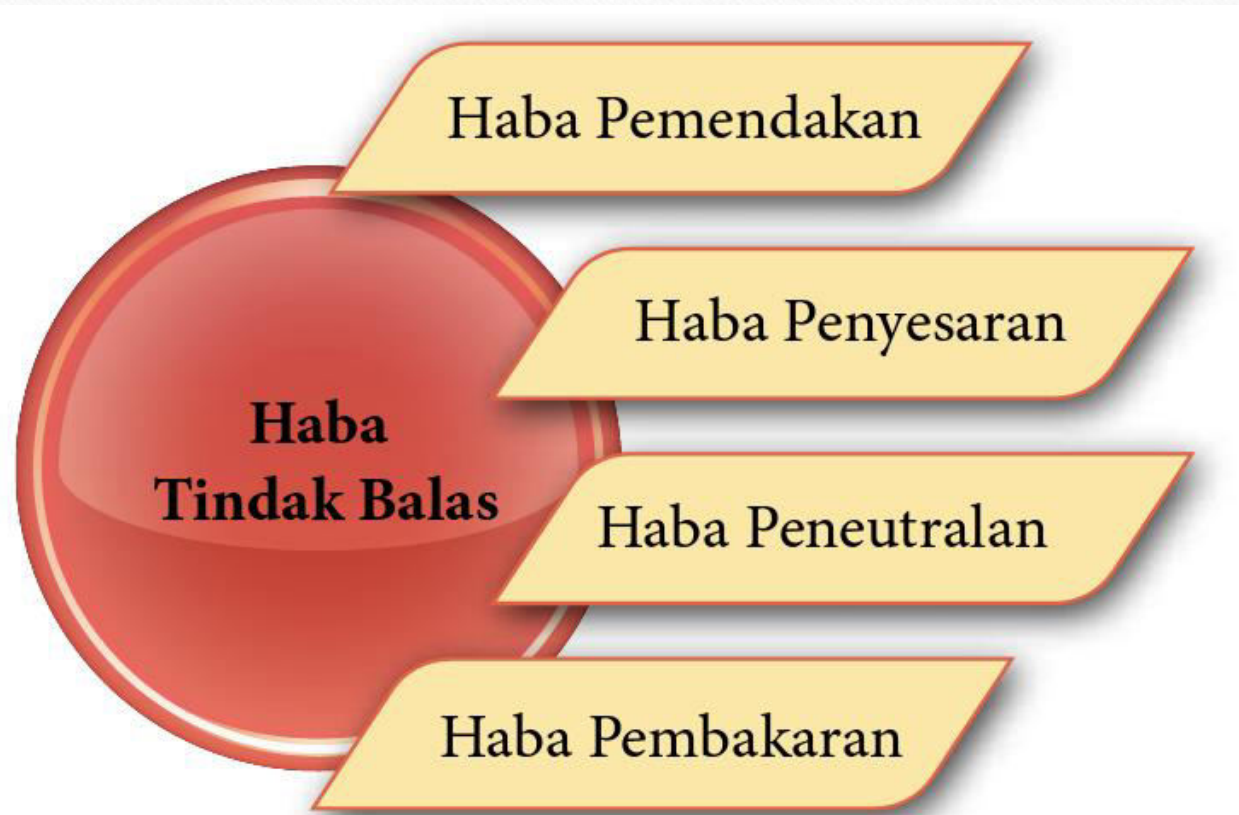 Haba Pemendakan
Haba Penyesaran
Haba
Tindak Balas
Haba Peneutralan
Haba Pembakaran